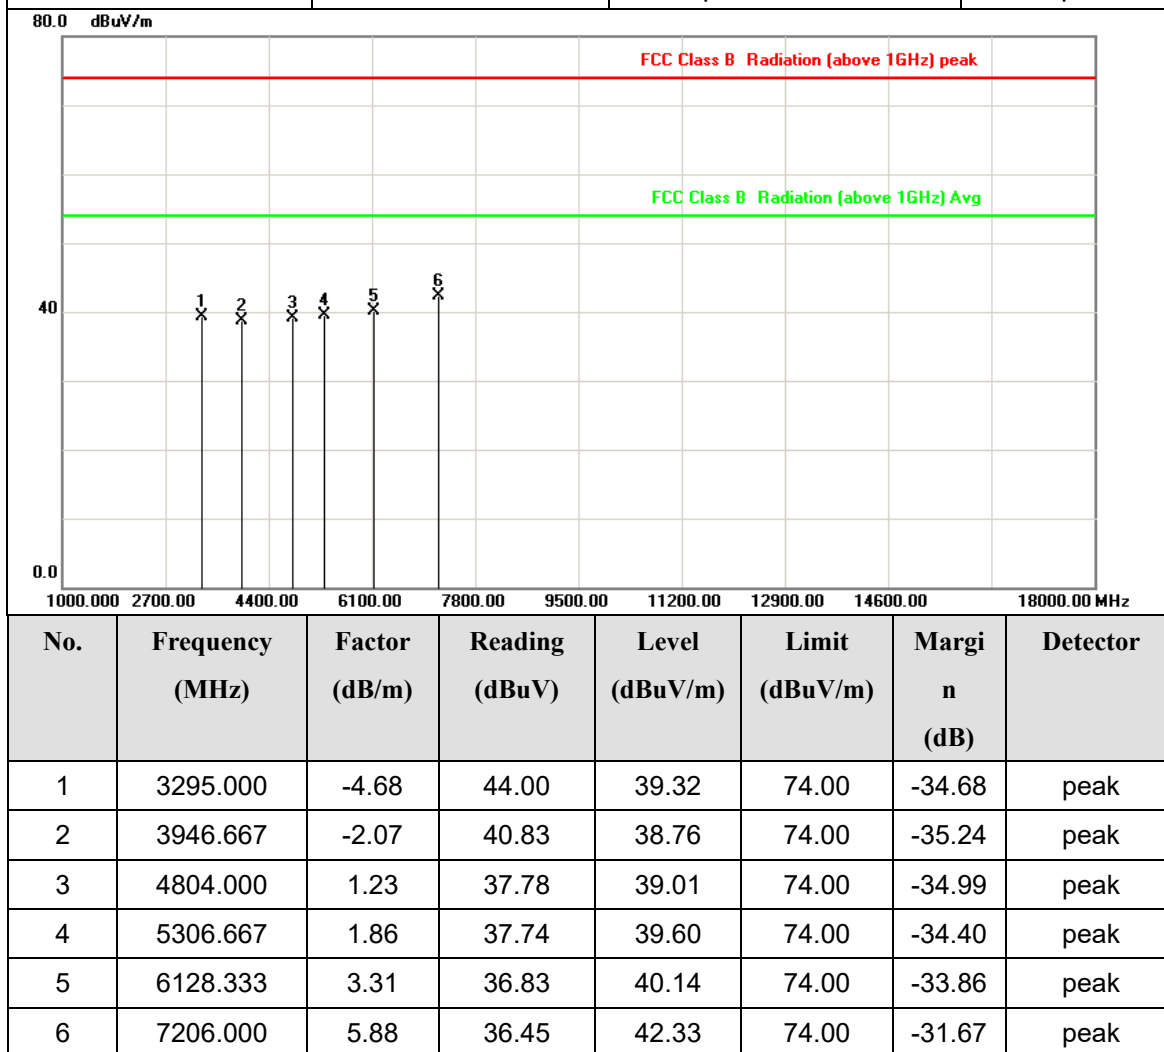 80.0 dBuV/m
FCC Class B Radiation (above 1GHz) peak
FCC Class B Radiation (above 1GHz) Avg
1 2 3 4 5 6
40
0.0
1000.000 2700.00 4400.00 6100.00 7800.00 9500.00 11200.00 12900.00 14600.00 18000.00 MHz
No. Frequency Factor Reading Level Limit Margi Detector
(MHz) (dB/m) (dBuV) (dBuV/m) (dBuV/m) n
(dB)
1 3295.000 -4.68 44.00 39.32 74.00 -34.68 peak
2 3946.667 -2.07 40.83 38.76 74.00 -35.24 peak
3 4804.000 1.23 37.78 39.01 74.00 -34.99 peak
4 5306.667 1.86 37.74 39.60 74.00 -34.40 peak
5 6128.333 3.31 36.83 40.14 74.00 -33.86 peak
6 7206.000 5.88 36.45 42.33 74.00 -31.67 peak